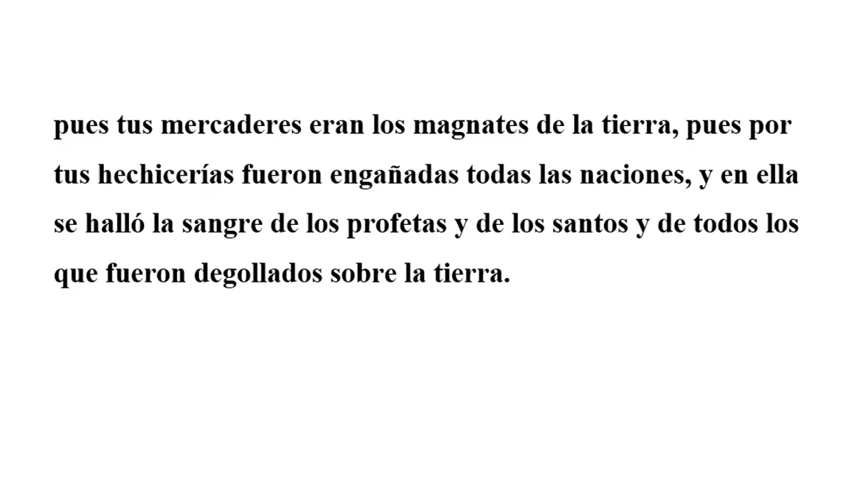 pues tus mercaderes eran los magnates de la tierra, pues por
tus hechicerías fueron engañadas todas las naciones, y en ella
se halló la sangre de los profetas y de los santos y de todos los
que fueron degollados sobre la tierra.